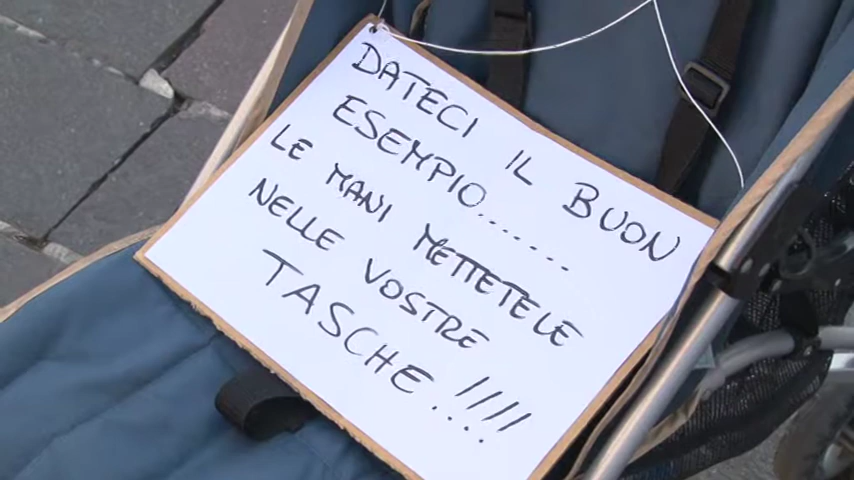 DATECI IL BUON
ESEMPIO........
LE MANI METTETELE
NELLE VOSTRE
TASCHE....!!!!